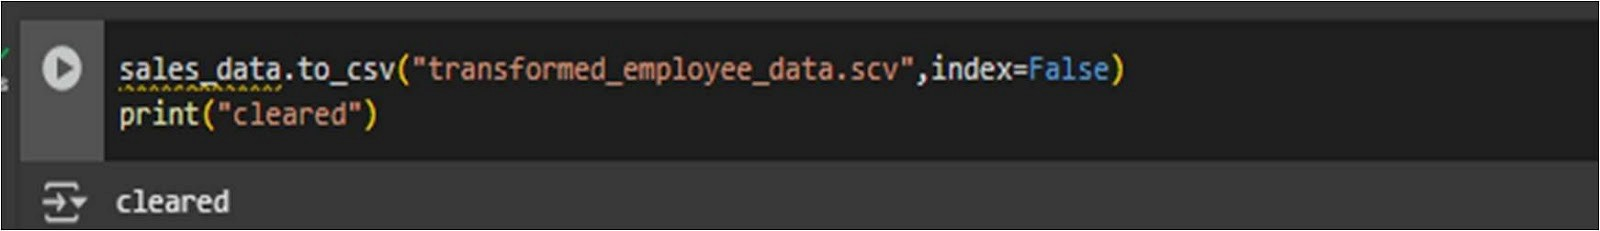 sales_data.to_csv("transformed_employee_data.scv",index=False)
print("cleared")
cleared